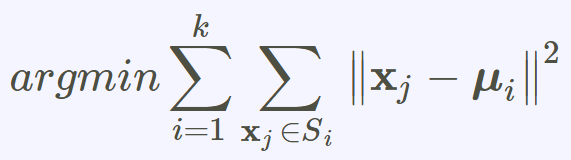 argmin ∑_{i=1}^{k} ∑_{𝐱_j ∈ S_i} ‖𝐱_j − 𝛍_i‖²